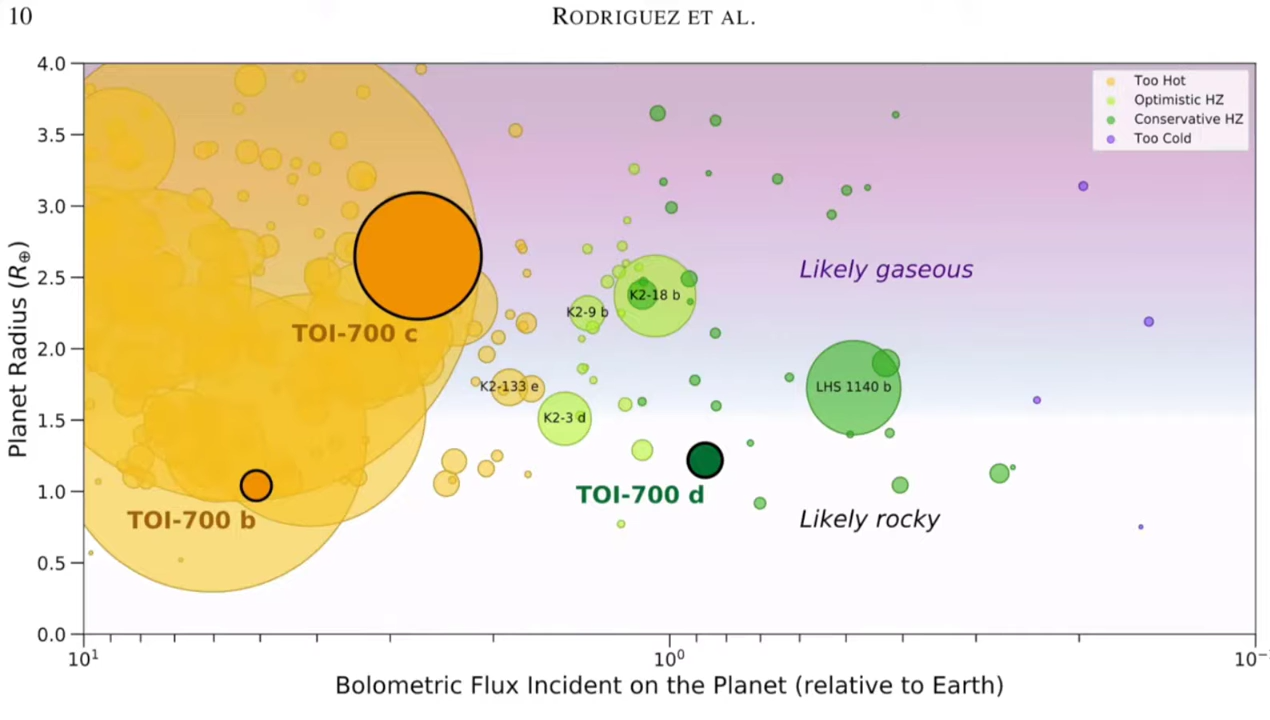 10
RODRIGUEZ ET AL.
4.0
3.5
3.0
2.5
2.0
1.5
1.0
0.5
0.0
Planet Radius (R⊕)
Too Hot
Optimistic HZ
Conservative HZ
Too Cold
Likely gaseous
K2-18 b
K2-9 b
TOI-700 c
K2-133 e
LHS 1140 b
K2-3 d
TOI-700 d
TOI-700 b
Likely rocky
10¹
10⁰
Bolometric Flux Incident on the Planet (relative to Earth)